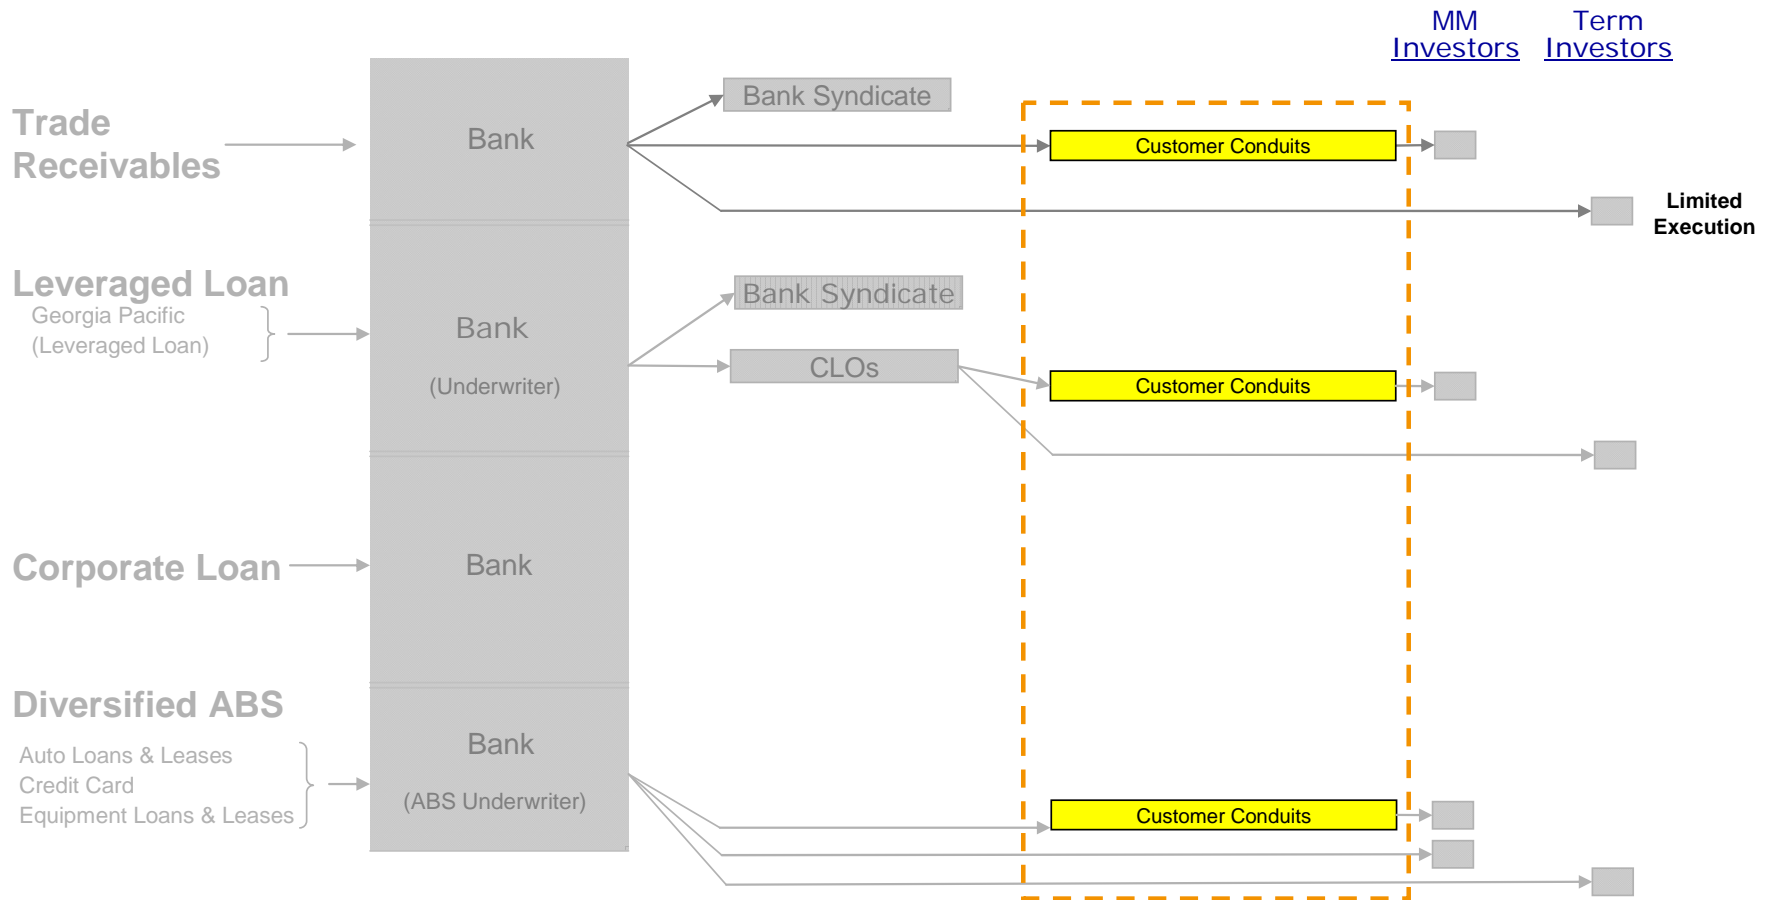 MM
Investors
Term
Investors
Trade
Receivables
Bank
Bank Syndicate
Customer Conduits
Limited
Execution
Leveraged Loan
Georgia Pacific
(Leveraged Loan)
Bank
(Underwriter)
Bank Syndicate
CLOs
Customer Conduits
Corporate Loan
Bank
Diversified ABS
Auto Loans & Leases
Credit Card
Equipment Loans & Leases
Bank
(ABS Underwriter)
Customer Conduits